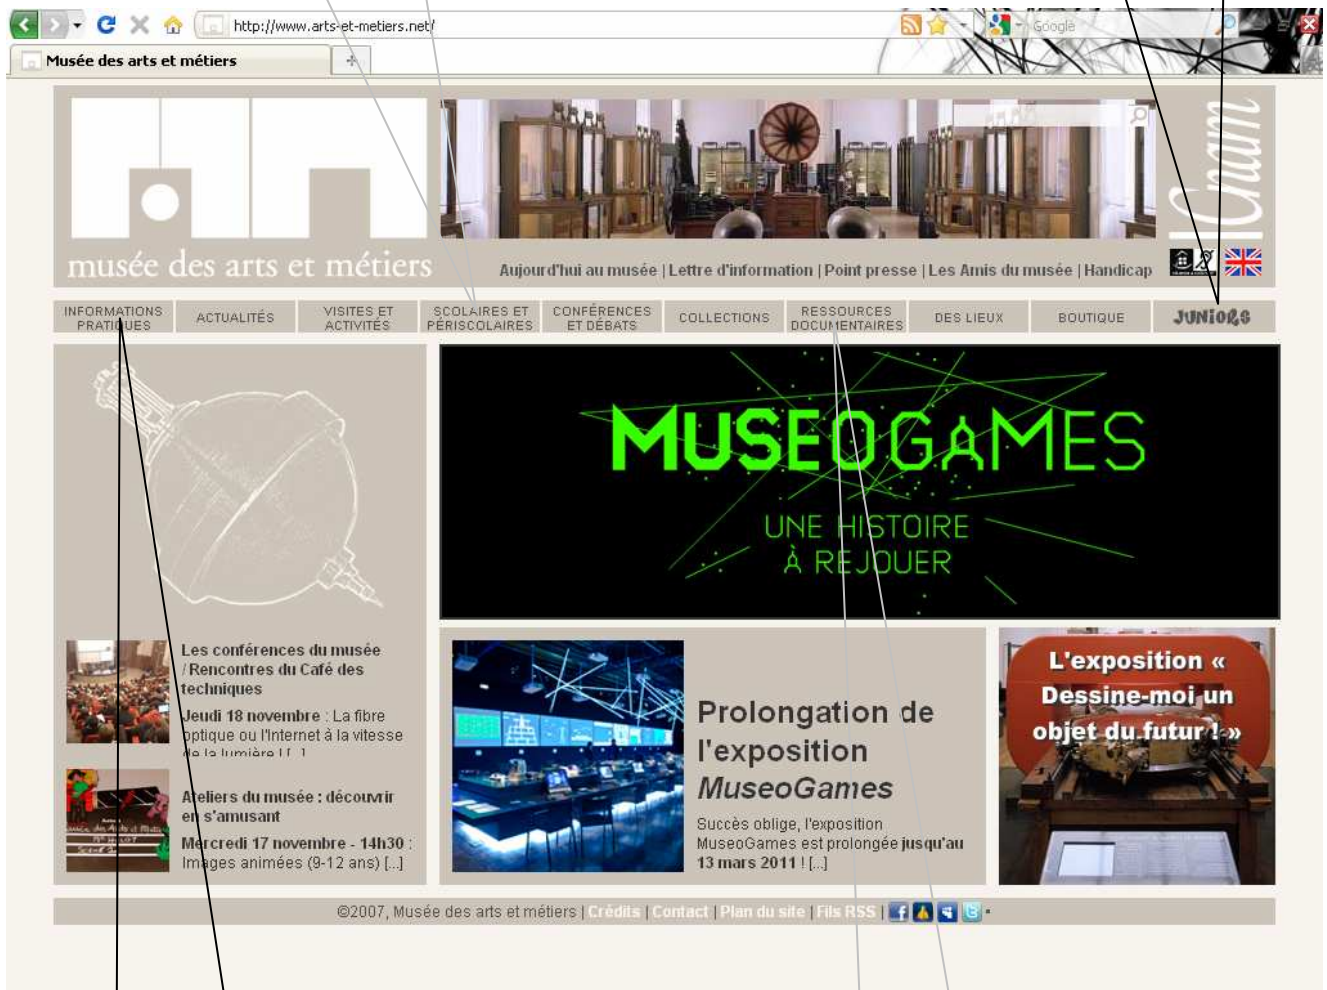 http://www.arts-et-metiers.net/
Google
Musée des arts et métiers
musée des arts et métiers
Cnam
Aujourd'hui au musée | Lettre d'information | Point presse | Les Amis du musée | Handicap
INFORMATIONS PRATIQUES
ACTUALITÉS
VISITES ET ACTIVITÉS
SCOLAIRES ET PÉRISCOLAIRES
CONFÉRENCES ET DÉBATS
COLLECTIONS
RESSOURCES DOCUMENTAIRES
DES LIEUX
BOUTIQUE
JUNiORS
MUSEOGAMES
UNE HISTOIRE
À REJOUER
Les conférences du musée
/ Rencontres du Café des
techniques
Jeudi 18 novembre : La fibre
optique ou l'Internet à la vitesse
de la lumière ! [...]
Ateliers du musée : découvrir
en s'amusant
Mercredi 17 novembre - 14h30 :
Images animées (9-12 ans) [...]
Prolongation de
l'exposition
MuseoGames
Succès oblige, l'exposition
MuseoGames est prolongée jusqu'au
13 mars 2011 ! [...]
L'exposition «
Dessine-moi un
objet du futur ! »
©2007, Musée des arts et métiers | Crédits | Contact | Plan du site | Fils RSS |